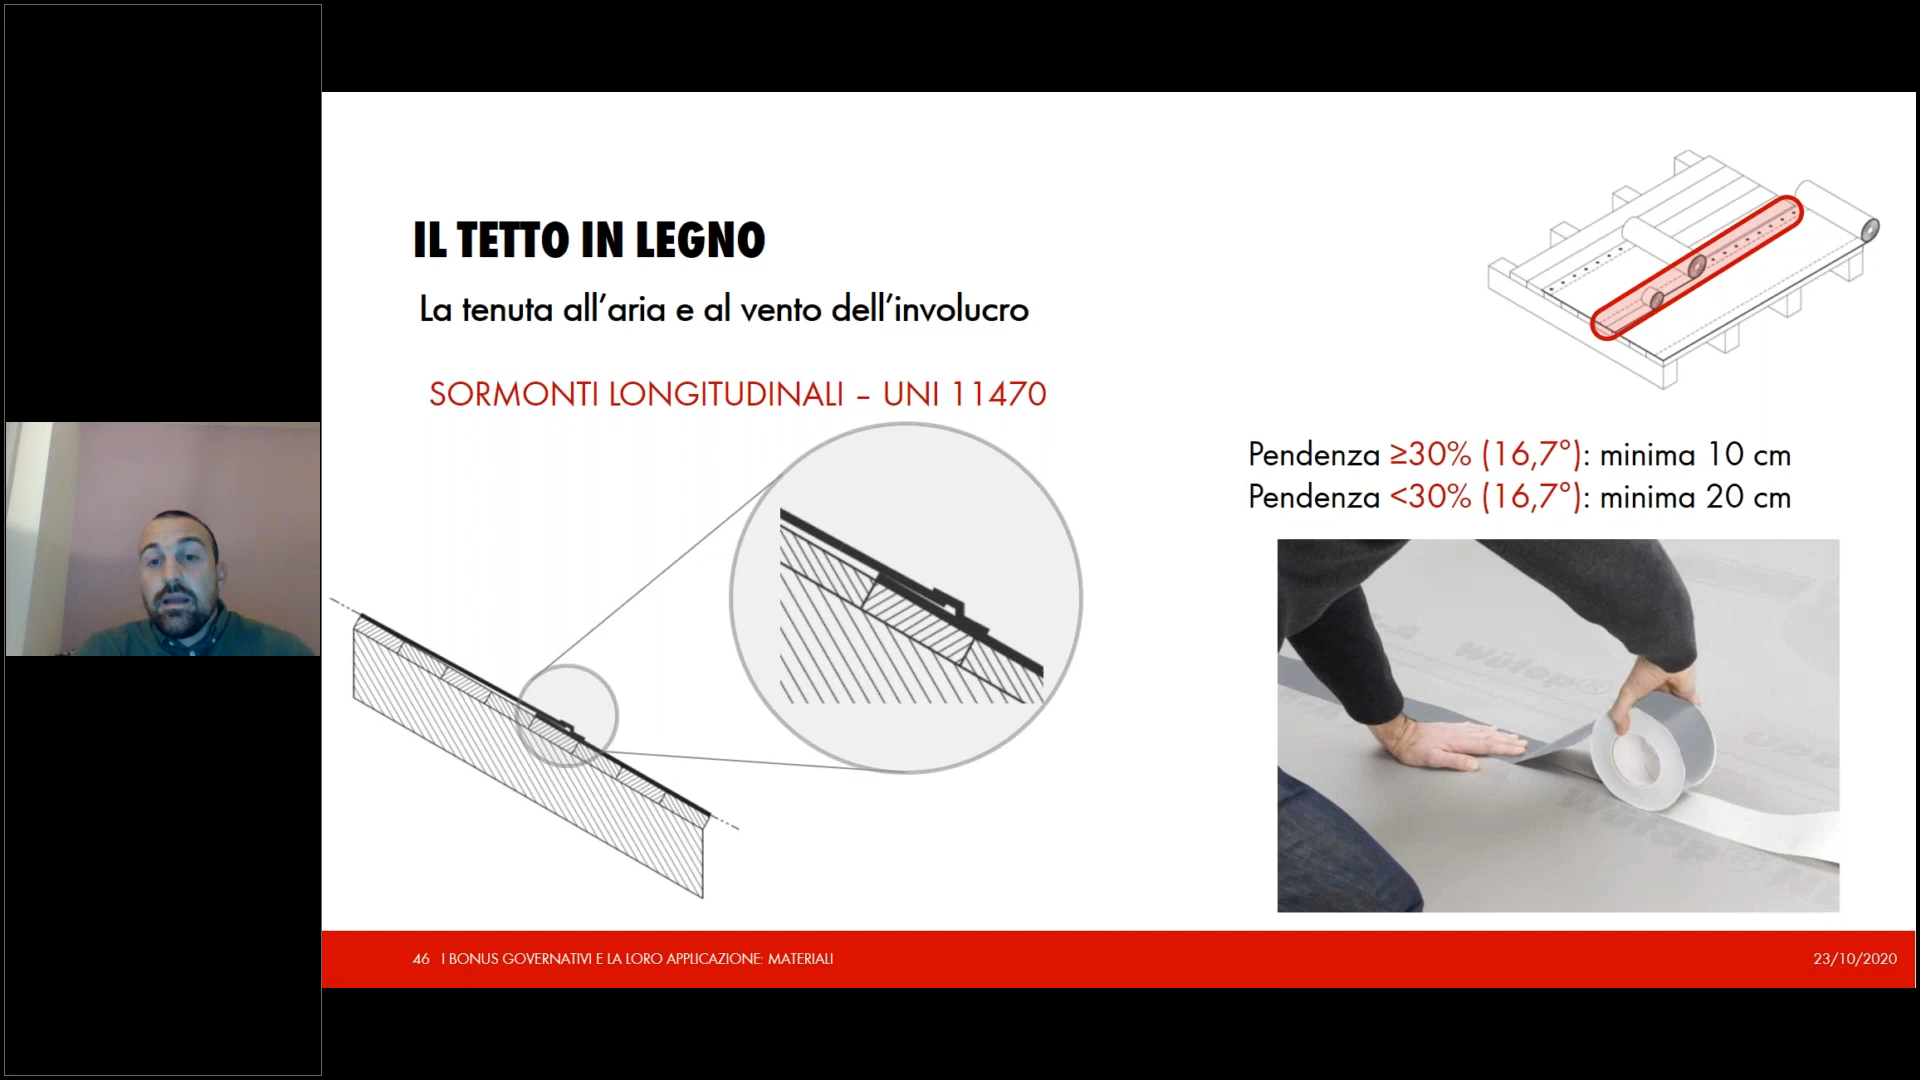 IL TETTO IN LEGNO
La tenuta all’aria e al vento dell’involucro
SORMONTI LONGITUDINALI – UNI 11470
Pendenza ≥30% (16,7°): minima 10 cm
Pendenza <30% (16,7°): minima 20 cm
Wütop®
Wütop®
46 I BONUS GOVERNATIVI E LA LORO APPLICAZIONE: MATERIALI
23/10/2020